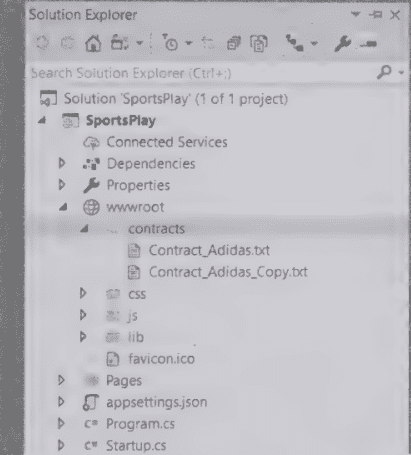 Solution Explorer
Search Solution Explorer (Ctrl+;)
Solution 'SportsPlay' (1 of 1 project)
SportsPlay
Connected Services
Dependencies
Properties
wwwroot
contracts
Contract_Adidas.txt
Contract_Adidas_Copy.txt
css
js
lib
favicon.ico
Pages
appsettings.json
C# Program.cs
C# Startup.cs